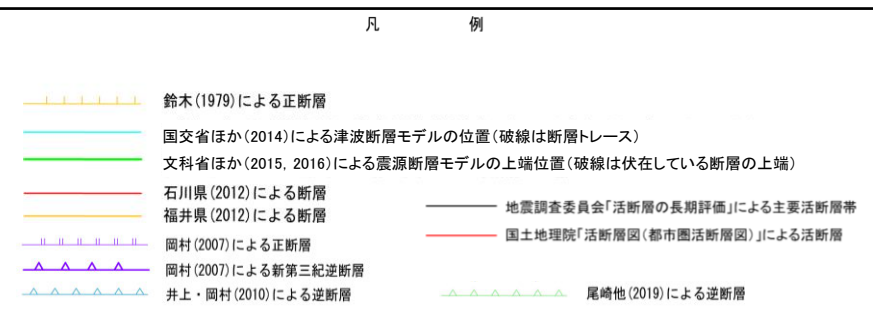 凡　例
鈴木(1979)による正断層
国交省ほか(2014)による津波断層モデルの位置(破線は断層トレース)
文科省ほか(2015, 2016)による震源断層モデルの上端位置(破線は伏在している断層の上端)
石川県(2012)による断層
福井県(2012)による断層
岡村(2007)による正断層
岡村(2007)による新第三紀逆断層
井上・岡村(2010)による逆断層
地震調査委員会「活断層の長期評価」による主要活断層帯
国土地理院「活断層図(都市圏活断層図)」による活断層
尾崎他(2019)による逆断層